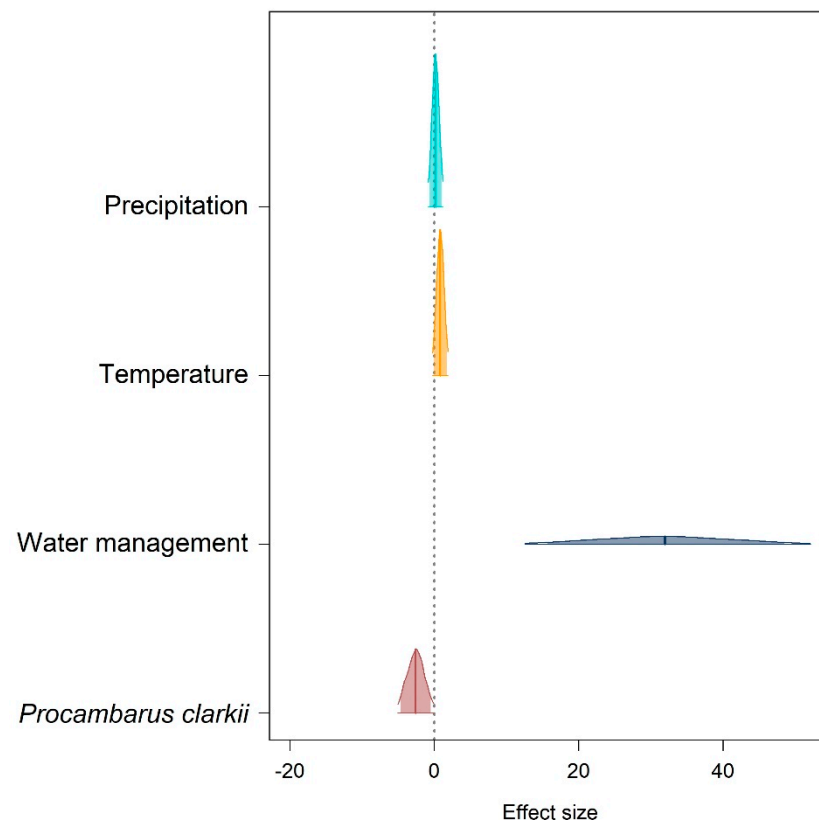 Precipitation
Temperature
Water management
Procambarus clarkii
-20 0 20 40
Effect size